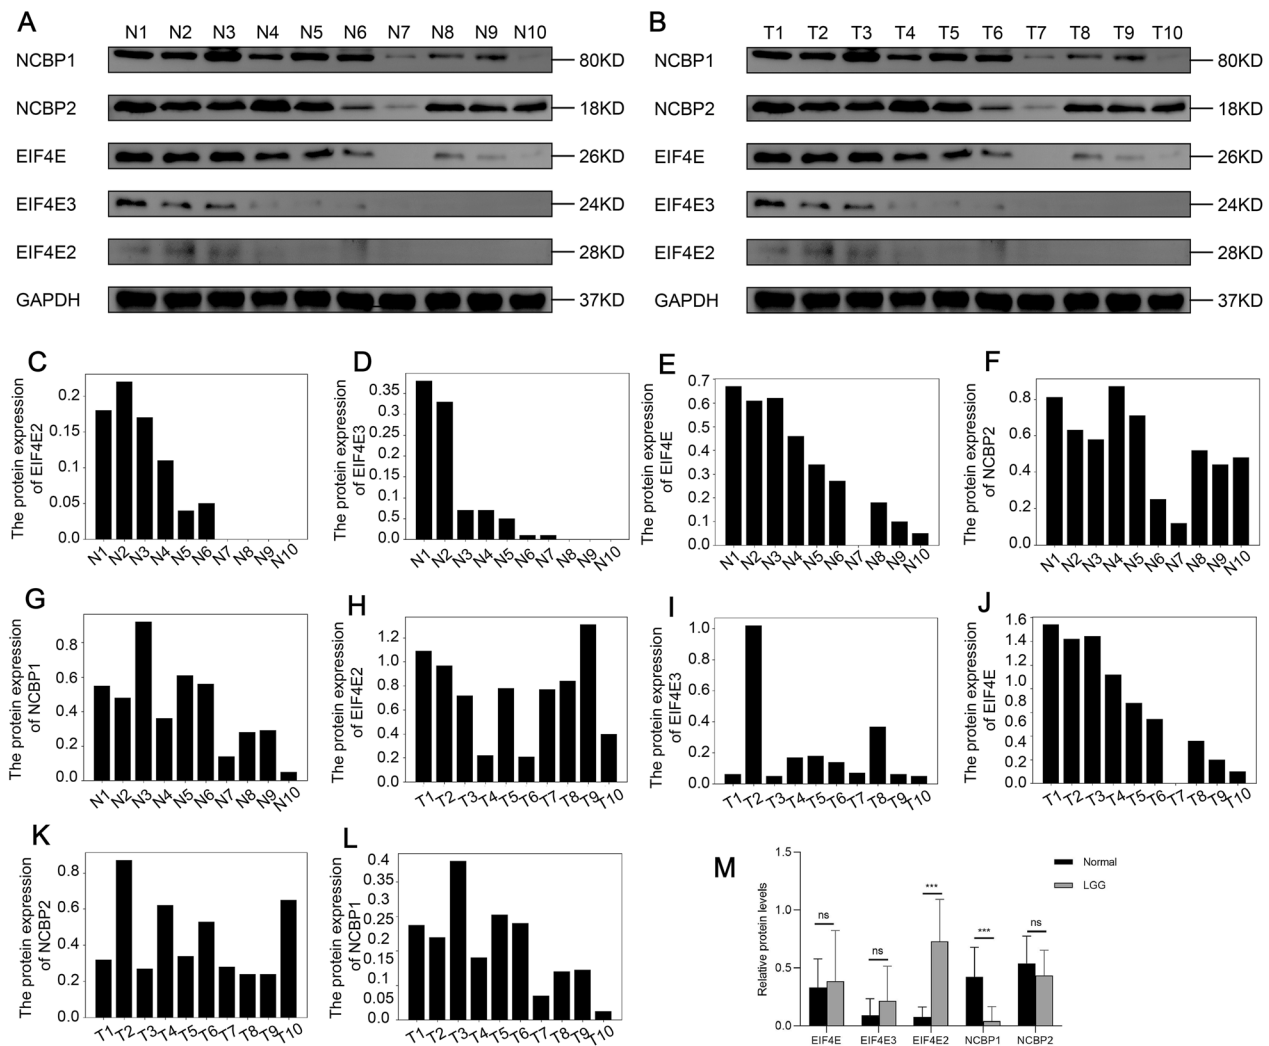 A N1 N2 N3 N4 N5 N6 N7 N8 N9 N10
NCBP1 80KD
NCBP2 18KD
EIF4E 26KD
EIF4E3 24KD
EIF4E2 28KD
GAPDH 37KD
B T1 T2 T3 T4 T5 T6 T7 T8 T9 T10
NCBP1 80KD
NCBP2 18KD
EIF4E 26KD
EIF4E3 24KD
EIF4E2 28KD
GAPDH 37KD
C
The protein expression
of EIF4E2
0.2
0.15
0.1
0.05
0.0
N1 N2 N3 N4 N5 N6 N7 N8 N9 N10
D
The protein expression
of EIF4E3
0.35
0.3
0.25
0.2
0.15
0.1
0.5
0.0
N1 N2 N3 N4 N5 N6 N7 N8 N9 N10
E
The protein expression
of EIF4E
0.7
0.6
0.5
0.4
0.3
0.2
0.1
0.0
N1 N2 N3 N4 N5 N6 N7 N8 N9 N10
F
The protein expression
of NCBP2
0.8
0.6
0.4
0.2
0.0
N1 N2 N3 N4 N5 N6 N7 N8 N9 N10
G
The protein expression
of NCBP1
0.8
0.6
0.4
0.2
0.0
N1 N2 N3 N4 N5 N6 N7 N8 N9 N10
H
The protein expression
of EIF4E2
1.2
1.0
0.8
0.6
0.4
0.2
0.0
T1 T2 T3 T4 T5 T6 T7 T8 T9 T10
I
The protein expression
of EIF4E3
1.0
0.8
0.6
0.4
0.2
0.0
T1 T2 T3 T4 T5 T6 T7 T8 T9 T10
J
The protein expression
of EIF4E
1.6
1.4
1.2
1.0
0.8
0.6
0.4
0.2
0.0
T1 T2 T3 T4 T5 T6 T7 T8 T9 T10
K
The protein expression
of NCBP2
0.8
0.6
0.4
0.2
0.0
T1 T2 T3 T4 T5 T6 T7 T8 T9 T10
L
The protein expression
of NCBP1
0.4
0.35
0.25
0.2
0.15
0.1
0.05
0.0
T1 T2 T3 T4 T5 T6 T7 T8 T9 T10
M
Relative protein levels
1.5
1.0
0.5
0.0
ns ns *** *** ns
EIF4E EIF4E3 EIF4E2 NCBP1 NCBP2
Normal
LGG